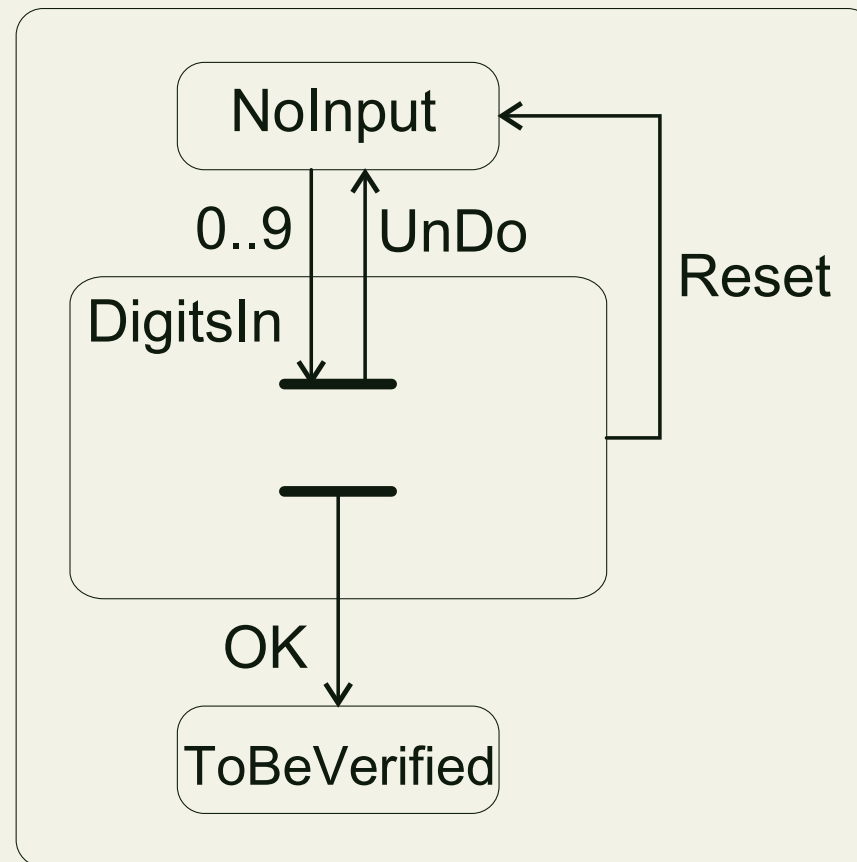 NoInput
0..9
UnDo
Reset
DigitsIn
OK
ToBeVerified